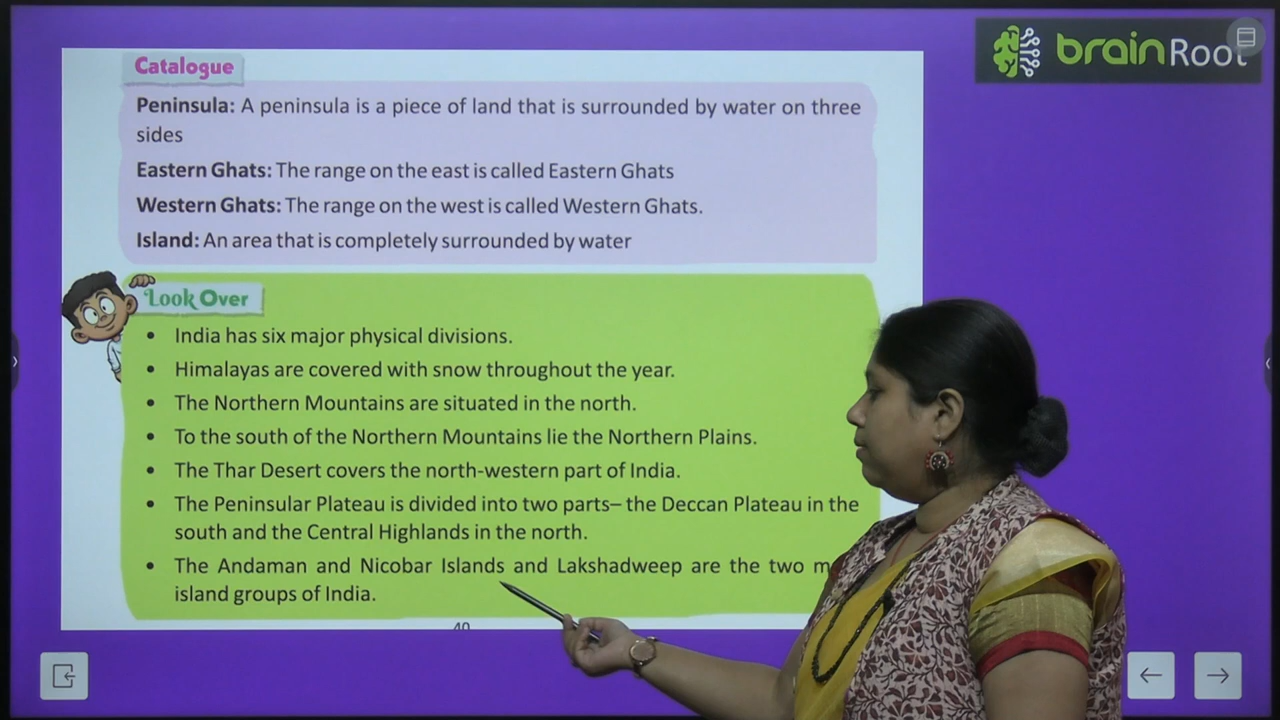 brainRoot
Catalogue
Peninsula: A peninsula is a piece of land that is surrounded by water on three
sides
Eastern Ghats: The range on the east is called Eastern Ghats
Western Ghats: The range on the west is called Western Ghats.
Island: An area that is completely surrounded by water
Look Over
• India has six major physical divisions.
• Himalayas are covered with snow throughout the year.
• The Northern Mountains are situated in the north.
• To the south of the Northern Mountains lie the Northern Plains.
• The Thar Desert covers the north-western part of India.
• The Peninsular Plateau is divided into two parts– the Deccan Plateau in the
south and the Central Highlands in the north.
• The Andaman and Nicobar Islands and Lakshadweep are the two
island groups of India.